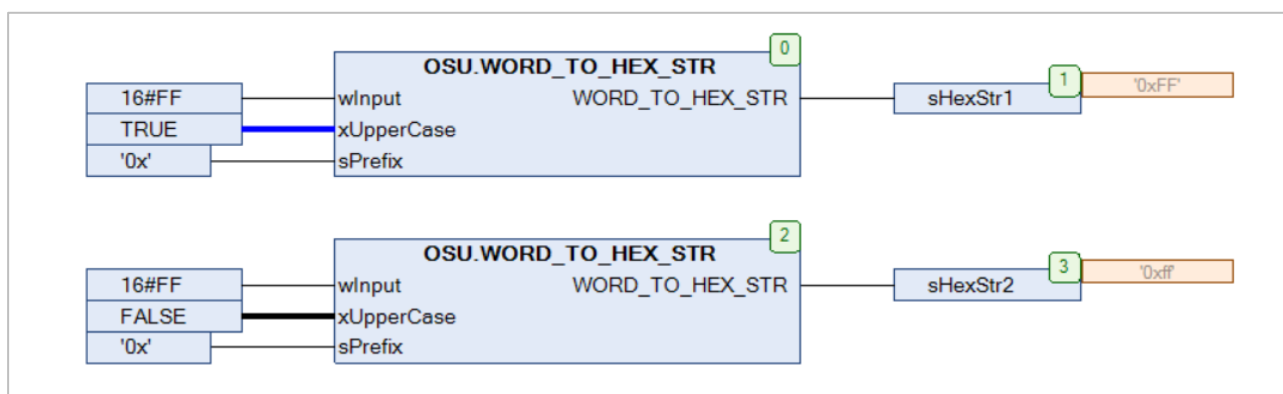 0
OSU.WORD_TO_HEX_STR
16#FF wInput WORD_TO_HEX_STR sHexStr1 1 '0xFF'
TRUE xUpperCase
'0x' sPrefix
2
OSU.WORD_TO_HEX_STR
16#FF wInput WORD_TO_HEX_STR sHexStr2 3 '0xff'
FALSE xUpperCase
'0x' sPrefix